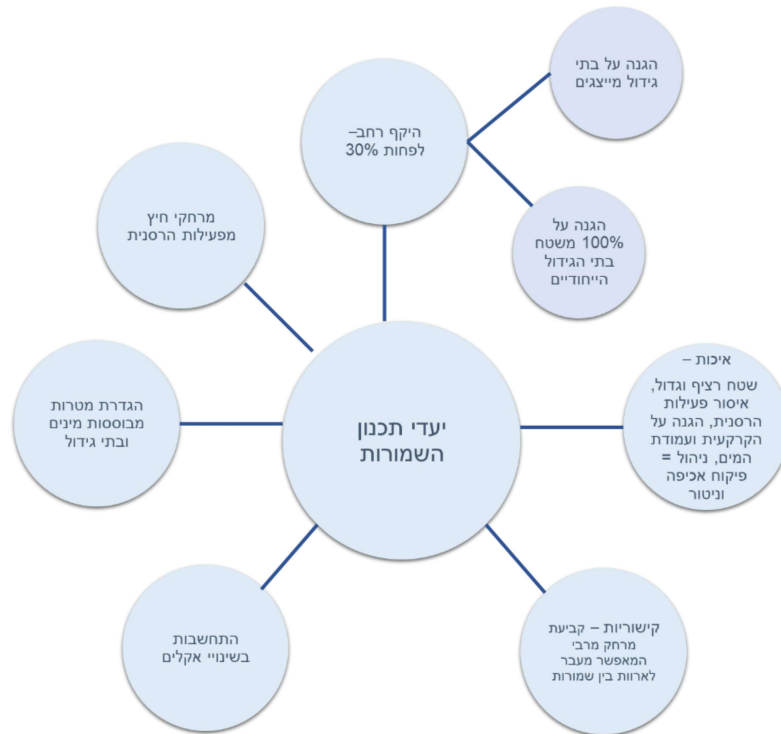 יעדי תכנון
השמורות
היקף רחב–
לפחות 30%
הגנה על בתי
גידול מייצגים
הגנה על
100% משטח
בתי הגידול
הייחודיים
איכות –
שטח רציף וגדול,
איסור פעילות
הרסנית, הגנה על
הקרקעית ועמודת
המים, ניהול =
פיקוח אכיפה
וניטור
קישוריות – קביעת
מרחק מרבי
המאפשר מעבר
לארוות בין שמורות
התחשבות
בשינויי אקלים
הגדרת מטרות
מבוססות מינים
ובתי גידול
מרחקי חיץ
מפעילות הרסנית